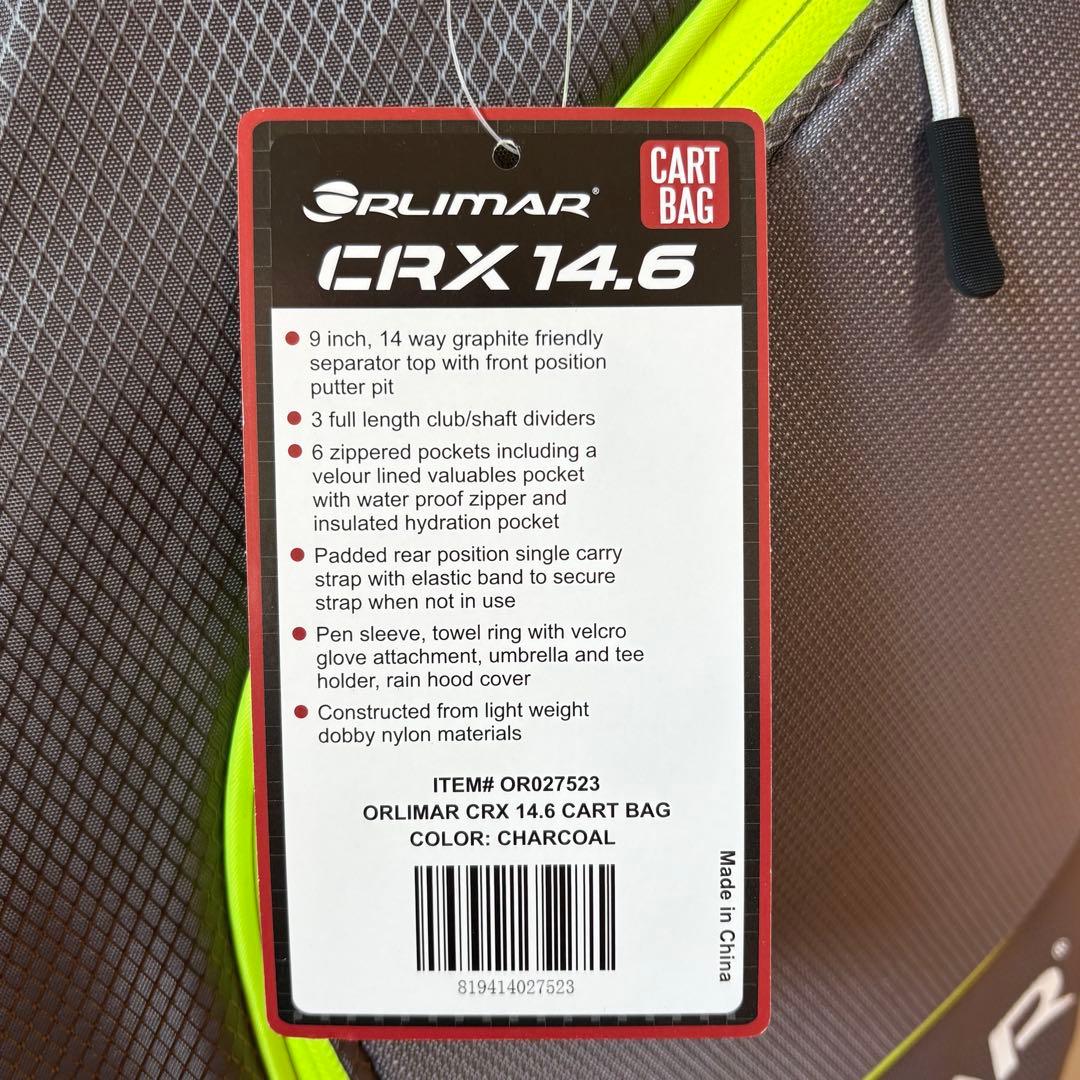 ORLIMAR®
CART
BAG
CRX 14.6
9 inch, 14 way graphite friendly
separator top with front position
putter pit
3 full length club/shaft dividers
6 zippered pockets including a
velour lined valuables pocket
with water proof zipper and
insulated hydration pocket
Padded rear position single carry
strap with elastic band to secure
strap when not in use
Pen sleeve, towel ring with velcro
glove attachment, umbrella and tee
holder, rain hood cover
Constructed from light weight
dobby nylon materials
ITEM# OR027523
ORLIMAR CRX 14.6 CART BAG
COLOR: CHARCOAL
819414027523
Made in China
AR®